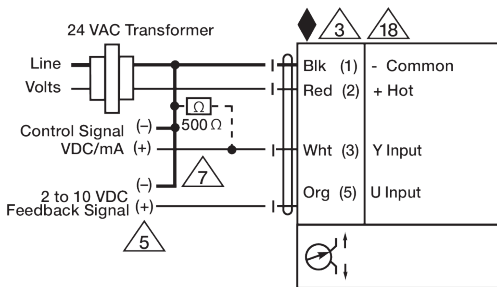 24 VAC Transformer
3 18
Line
Blk (1) - Common
Volts
Red (2) + Hot
Ω
500 Ω
Control Signal (-)
VDC/mA (+)
Wht (3) Y Input
7
(-)
2 to 10 VDC
Feedback Signal (+)
Org (5) U Input
5